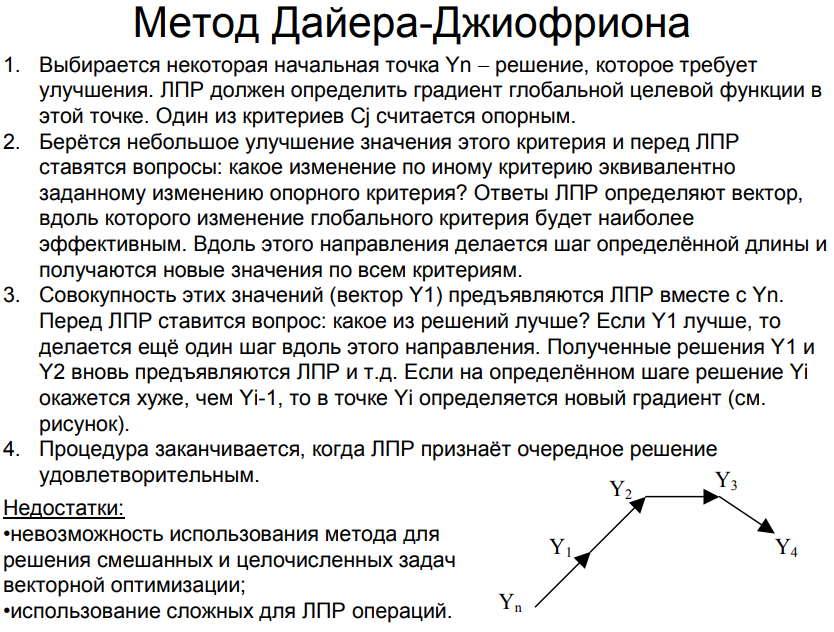 Метод Дайера-Джиофриона
1. Выбирается некоторая начальная точка Yn – решение, которое требует
улучшения. ЛПР должен определить градиент глобальной целевой функции в
этой точке. Один из критериев Cj считается опорным.
2. Берётся небольшое улучшение значения этого критерия и перед ЛПР
ставятся вопросы: какое изменение по иному критерию эквивалентно
заданному изменению опорного критерия? Ответы ЛПР определяют вектор,
вдоль которого изменение глобального критерия будет наиболее
эффективным. Вдоль этого направления делается шаг определённой длины и
получаются новые значения по всем критериям.
3. Совокупность этих значений (вектор Y1) предъявляются ЛПР вместе с Yn.
Перед ЛПР ставится вопрос: какое из решений лучше? Если Y1 лучше, то
делается ещё один шаг вдоль этого направления. Полученные решения Y1 и
Y2 вновь предъявляются ЛПР и т.д. Если на определённом шаге решение Yi
окажется хуже, чем Yi-1, то в точке Yi определяется новый градиент (см.
рисунок).
4. Процедура заканчивается, когда ЛПР признаёт очередное решение
удовлетворительным.
Недостатки:
•невозможность использования метода для
решения смешанных и целочисленных задач
векторной оптимизации;
•использование сложных для ЛПР операций.
Y2
Y3
Y1
Y4
Yn